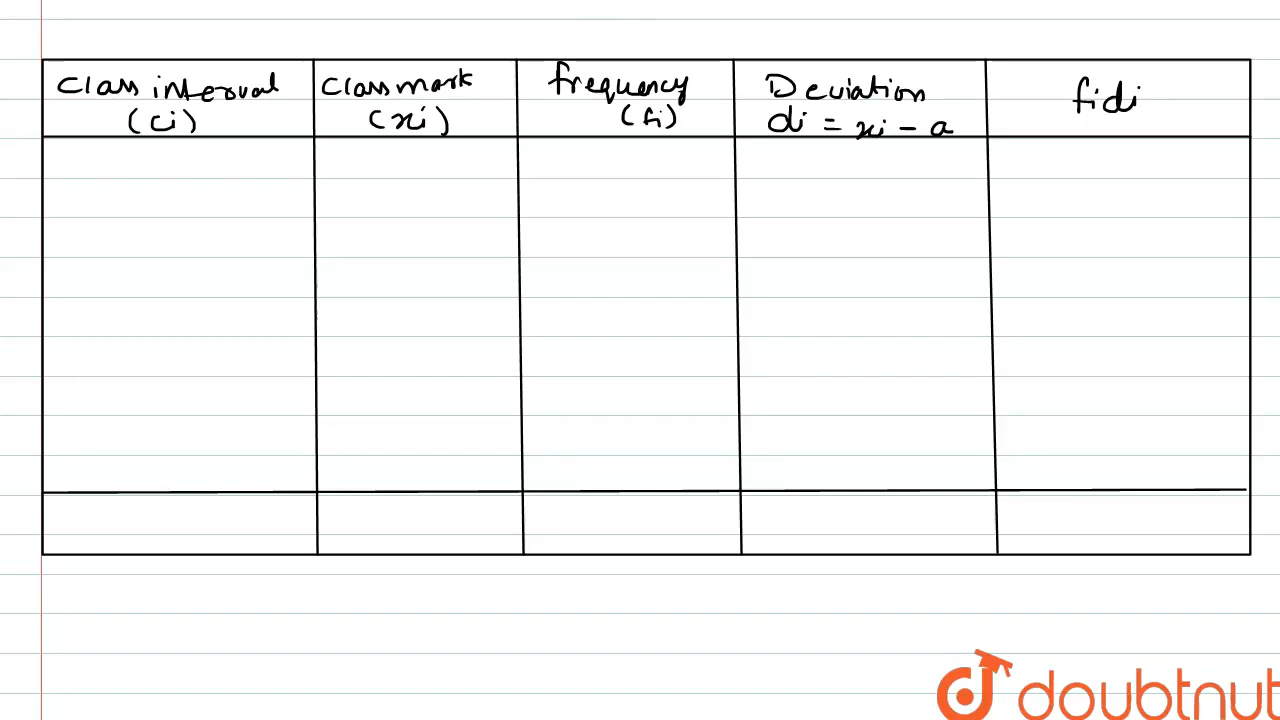 Class interval
(Ci)
Class mark
(xi)
frequency
(fi)
Deviation
di = xi - a
fidi
doubtnut